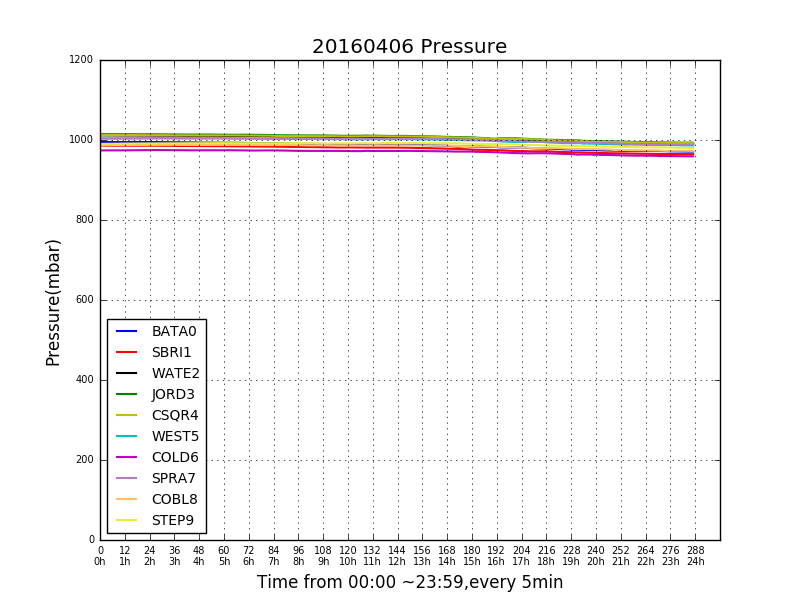 20160406 Pressure
1200
1000
800
600
400
200
0
Pressure(mbar)
BATA0
SBRI1
WATE2
JORD3
CSQR4
WEST5
COLD6
SPRA7
COBL8
STEP9
0 12 24 36 48 60 72 84 96 108 120 132 144 156 168 180 192 204 216 228 240 252 264 276 288
0h 1h 2h 3h 4h 5h 6h 7h 8h 9h 10h 11h 12h 13h 14h 15h 16h 17h 18h 19h 20h 21h 22h 23h 24h
Time from 00:00 ~23:59,every 5min